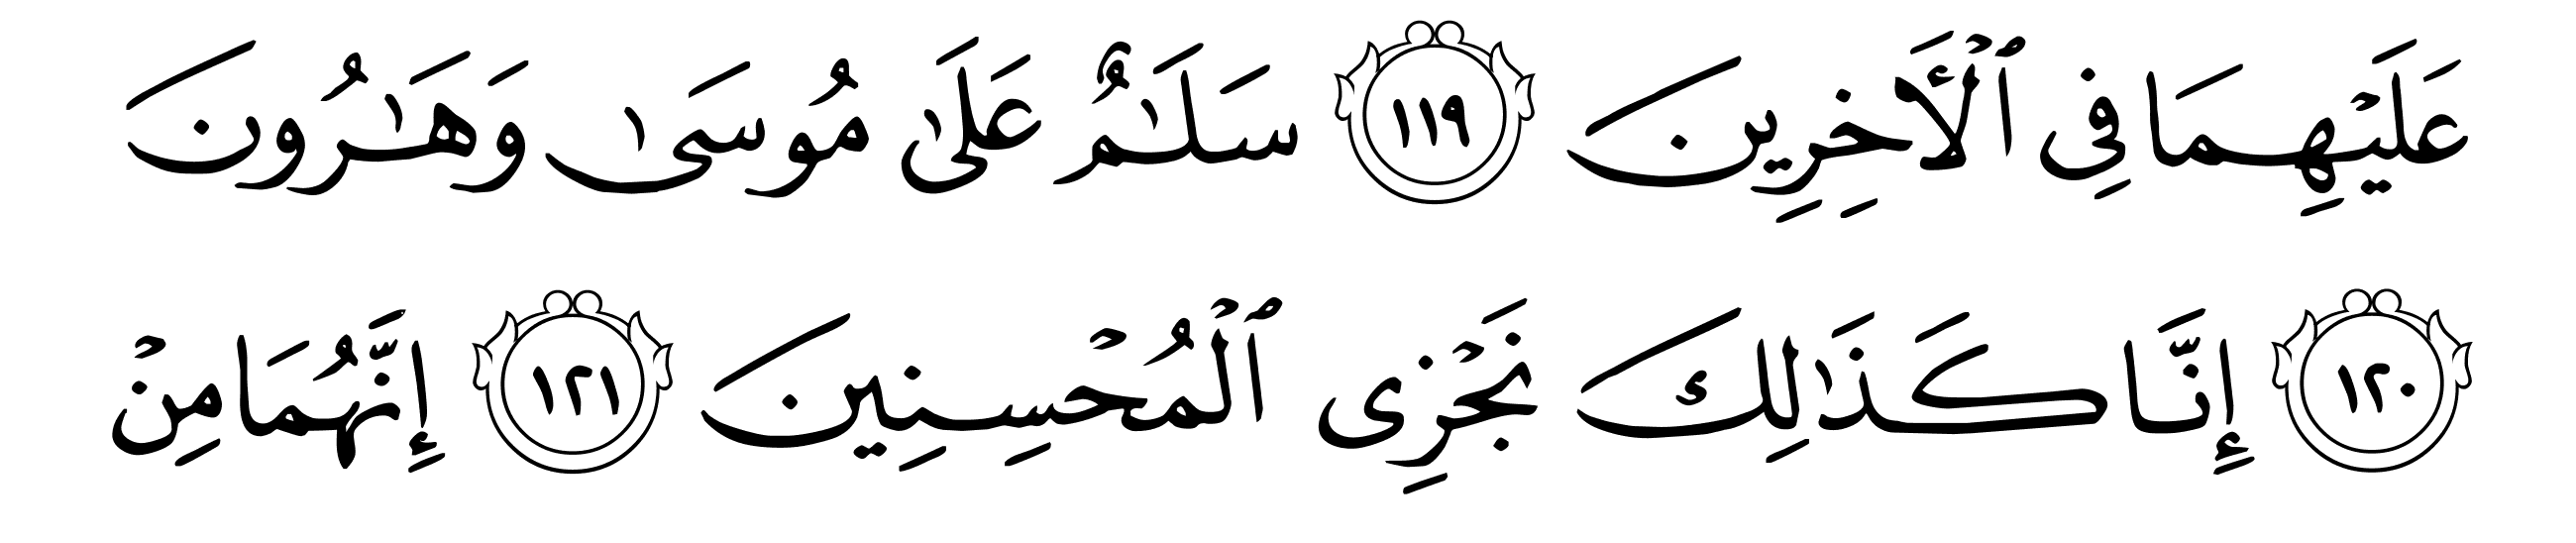 عَلَيْهِمَا فِي ٱلْأَخِرِينَ ١١٩ سَلَٰمٌ عَلَىٰ مُوسَىٰ وَهَٰرُونَ
١٢٠ إِنَّا كَذَٰلِكَ نَجْزِى ٱلْمُحْسِنِينَ ١٢١ إِنَّهُمَا مِنْ